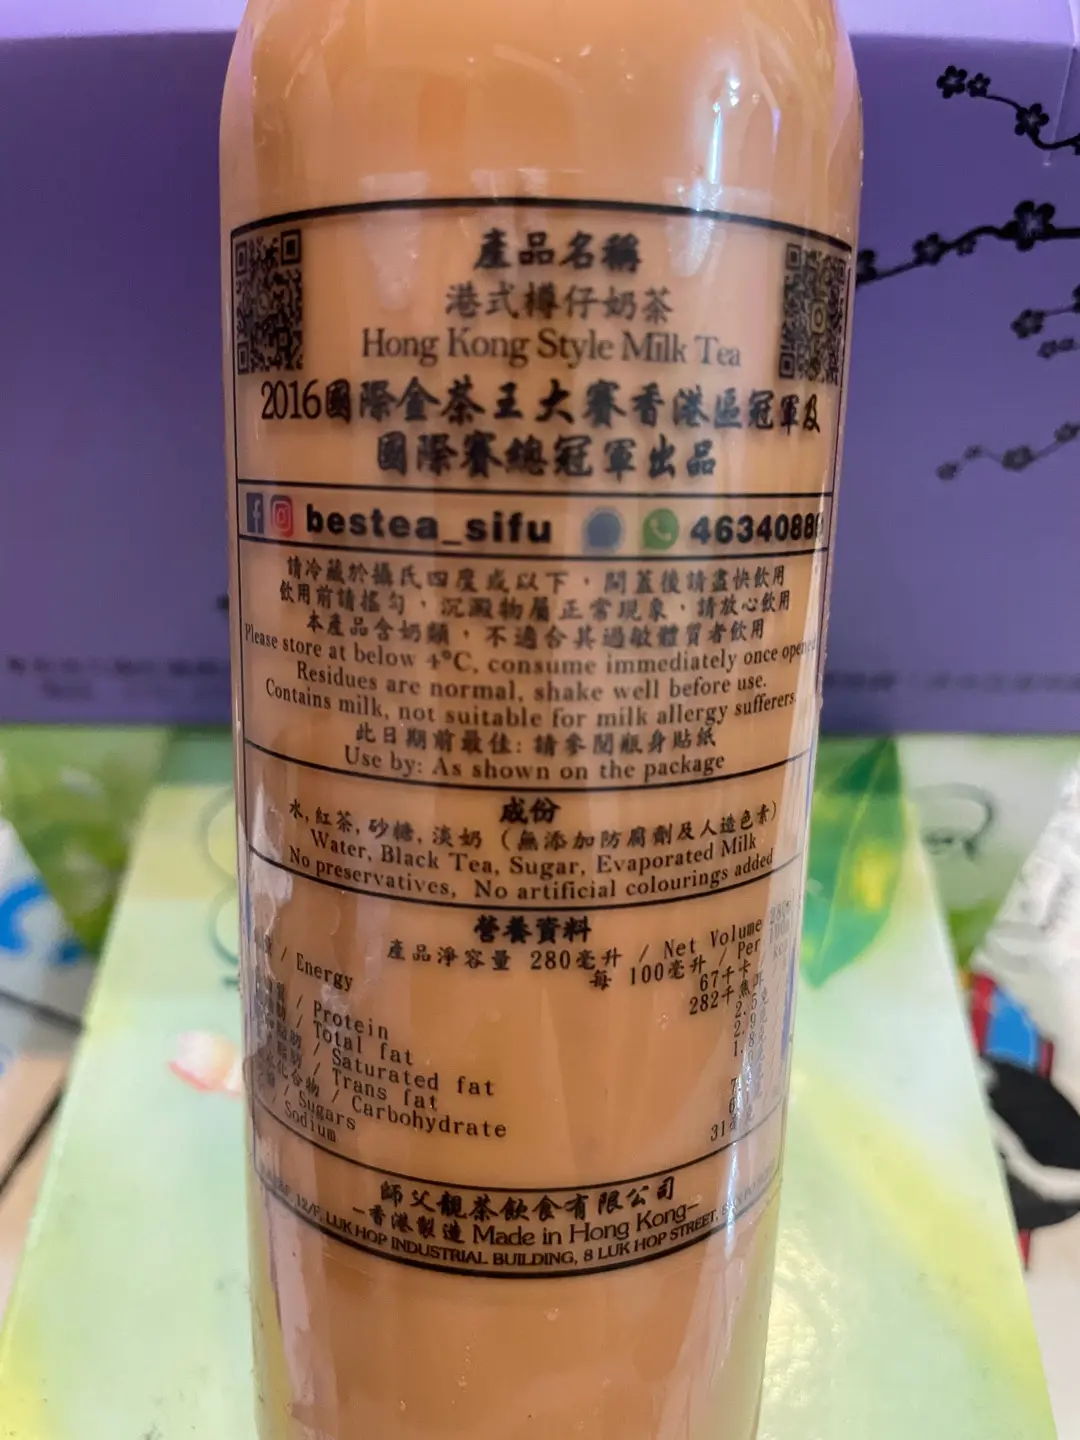 產品名稱
港式樽仔奶茶
Hong Kong Style Milk Tea
2016國際金茶王大賽香港區冠軍及
國際賽總冠軍出品
bestea_sifu 4634088
請冷藏於攝氏四度或以下，開蓋後請盡快飲用
飲用前請搖勻，沉澱物屬正常現象，請放心飲用
本產品含奶類，不適合其過敏體質者飲用
Please store at below 4°C, consume immediately once opened
Residues are normal, shake well before use.
Contains milk, not suitable for milk allergy sufferers.
此日期前最佳: 請參閱瓶身貼紙
Use by: As shown on the package
成份
水, 紅茶, 砂糖, 淡奶 (無添加防腐劑及人造色素)
Water, Black Tea, Sugar, Evaporated Milk
No preservatives, No artificial colourings added
營養資料
產品淨容量 280毫升 / Net Volume
每 100毫升 / Per
/ Energy 67千卡
282千焦
/ Protein
/ Total fat
/ Saturated fat
/ Trans fat
化合物 / Carbohydrate
/ Sugars
/ Sodium 31
師父靚茶飲食有限公司
-香港製造 Made in Hong Kong-
12/F, LUK HOP INDUSTRIAL BUILDING, 8 LUK HOP STREET,